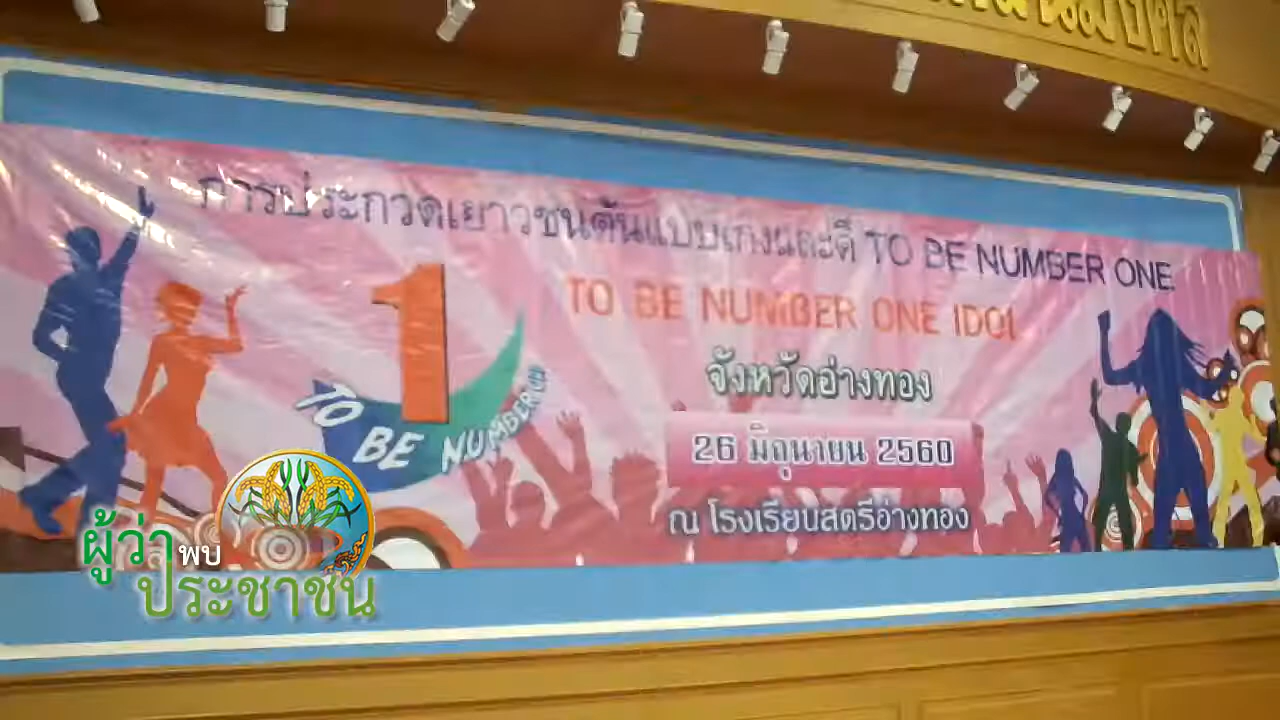 การประกวดเยาวชนต้นแบบเก่งและดี TO BE NUMBER ONE
TO BE NUMBER ONE IDOL
1
TO BE NUMBER ONE
จังหวัดอ่างทอง
26 มิถุนายน 2560
ณ โรงเรียนสตรีอ่างทอง
ผู้ว่า พบ
ประชาชน